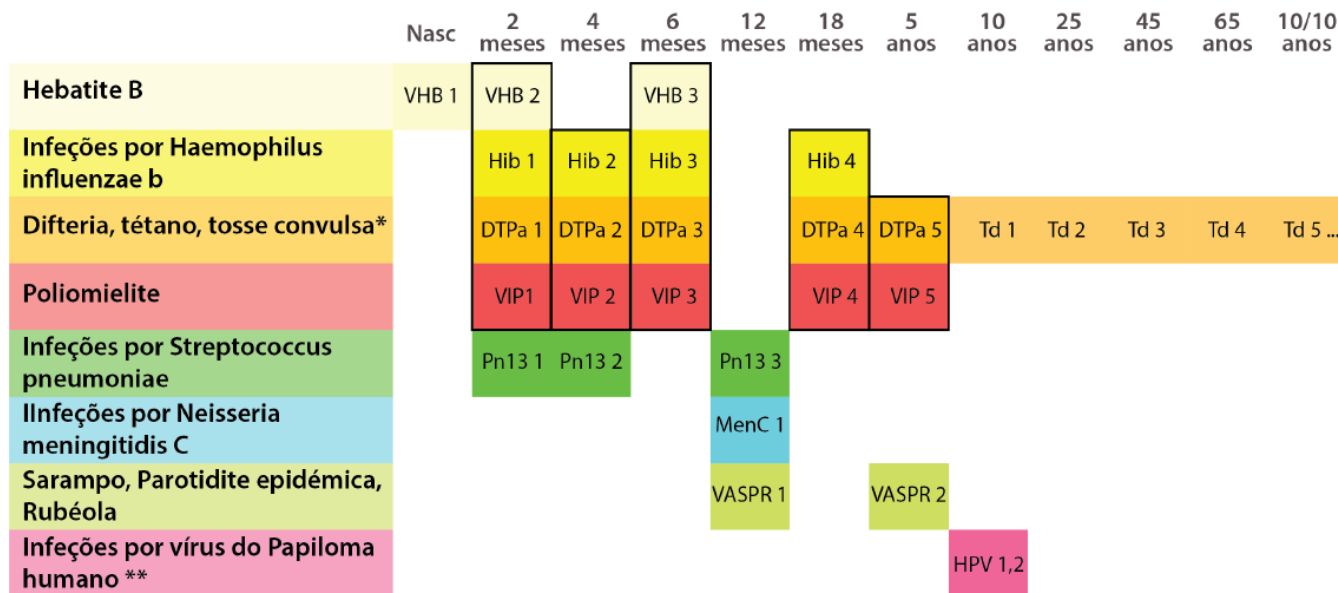 Nasc 2 meses 4 meses 6 meses 12 meses 18 meses 5 anos 10 anos 25 anos 45 anos 65 anos 10/10 anos
Hebatite B VHB 1 VHB 2 VHB 3
Infeções por Haemophilus
influenzae b Hib 1 Hib 2 Hib 3 Hib 4
Difteria, tétano, tosse convulsa* DTPa 1 DTPa 2 DTPa 3 DTPa 4 DTPa 5 Td 1 Td 2 Td 3 Td 4 Td 5 ...
Poliomielite VIP1 VIP 2 VIP 3 VIP 4 VIP 5
Infeções por Streptococcus
pneumoniae Pn13 1 Pn13 2 Pn13 3
IInfeções por Neisseria
meningitidis C MenC 1
Sarampo, Parotidite epidémica,
Rubéola VASPR 1 VASPR 2
Infeções por vírus do Papiloma
humano ** HPV 1,2